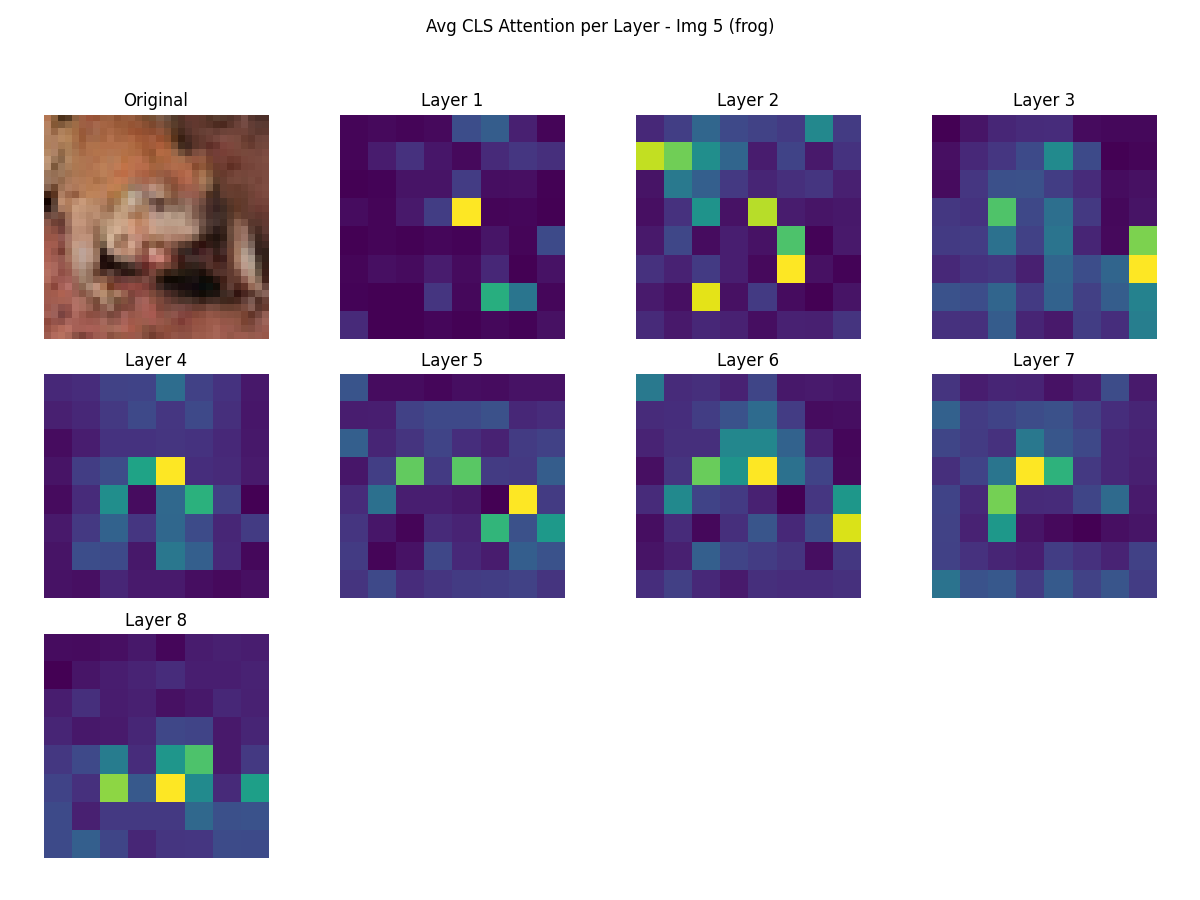 Avg CLS Attention per Layer - Img 5 (frog)
Original
Layer 1
Layer 2
Layer 3
Layer 4
Layer 5
Layer 6
Layer 7
Layer 8